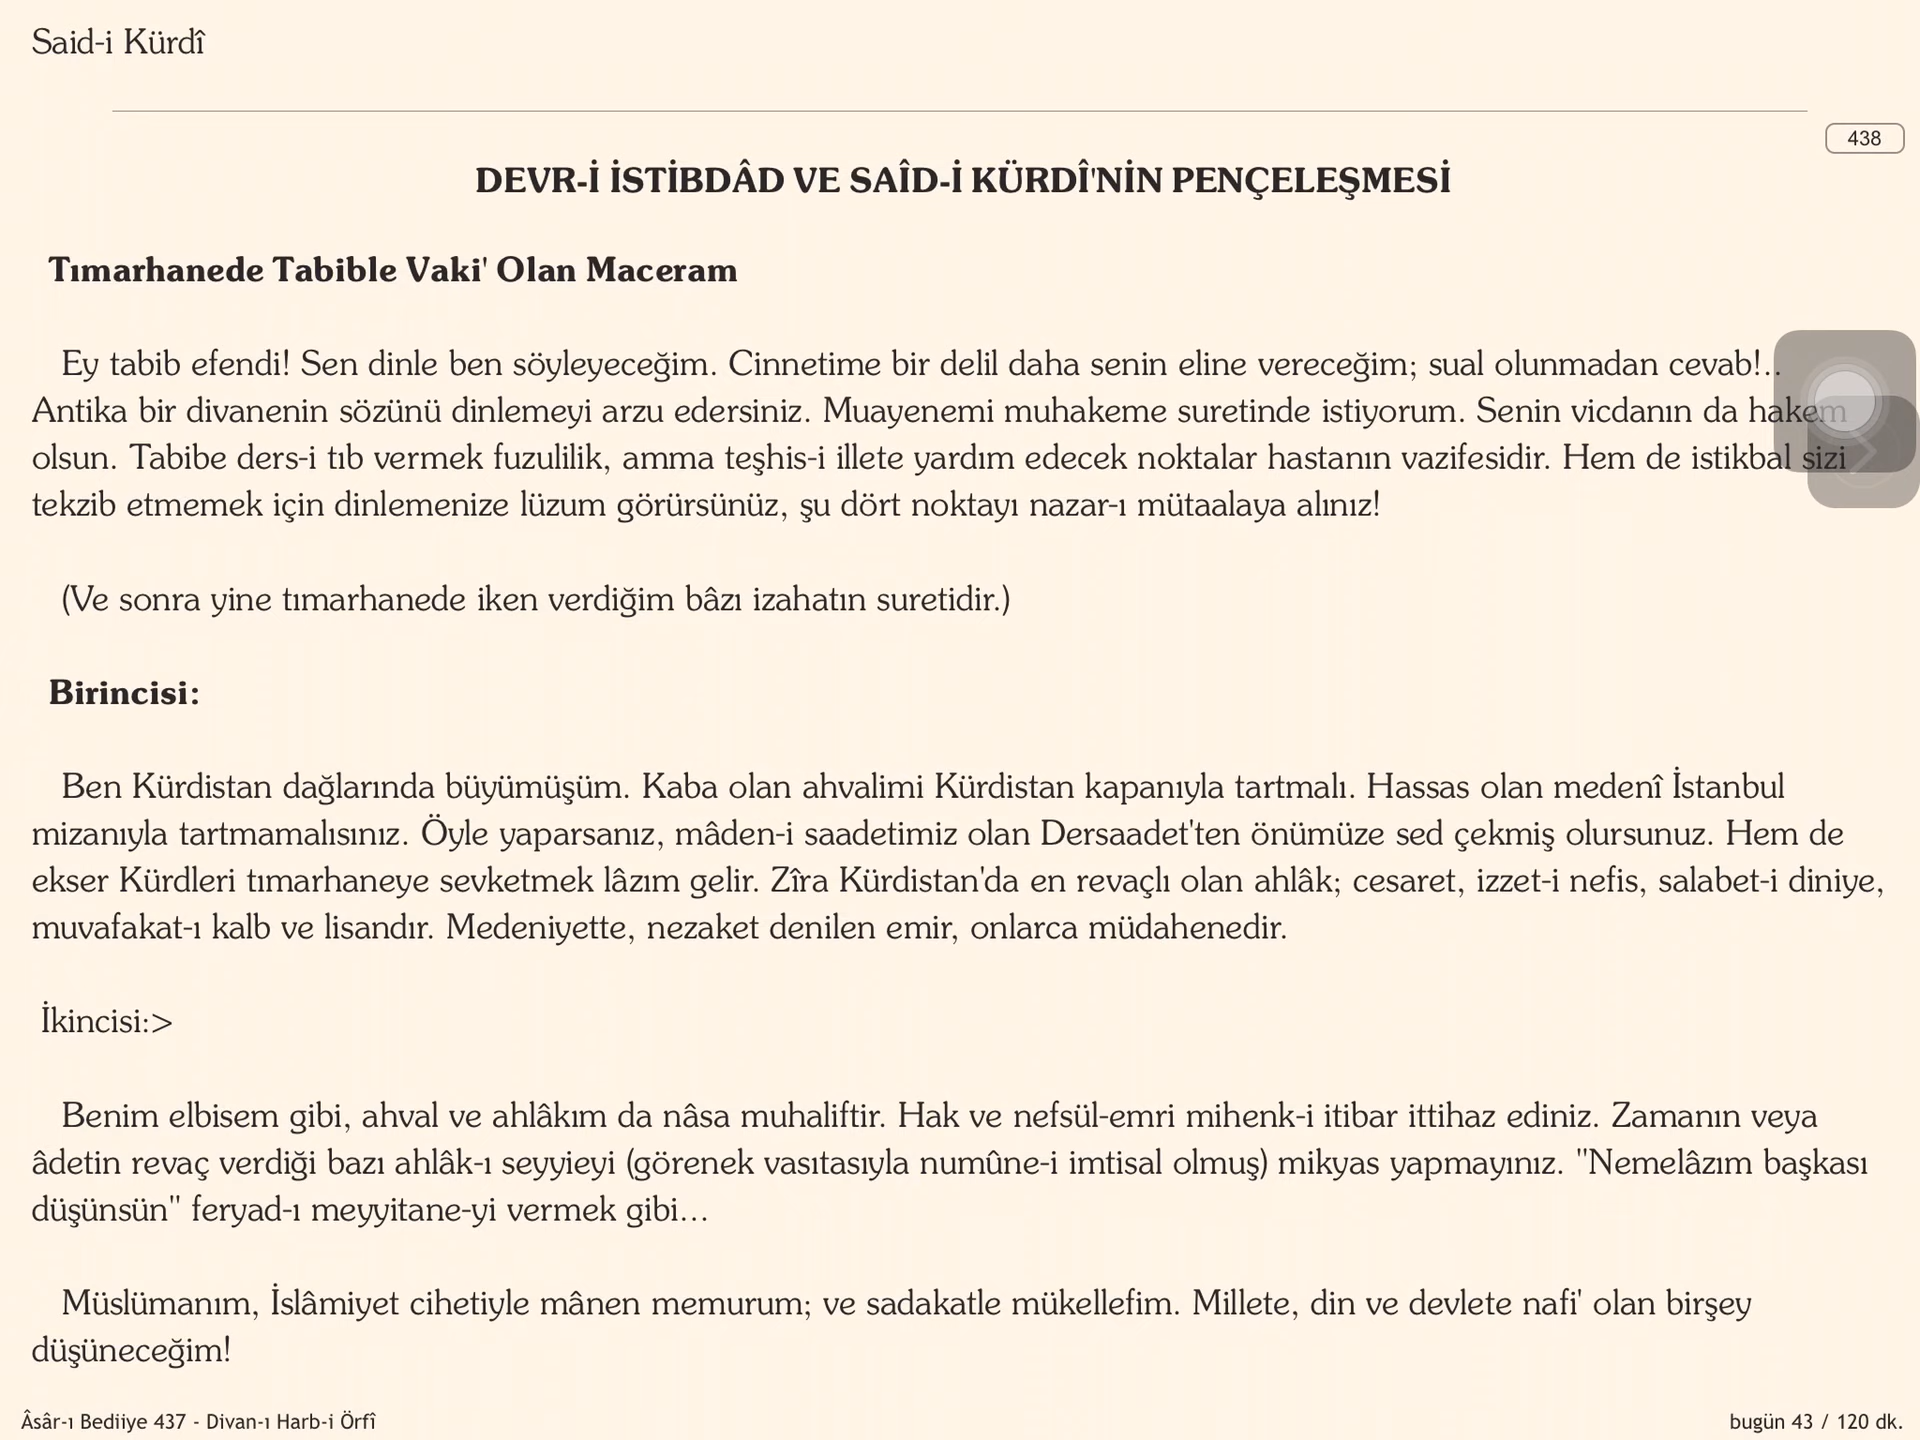 Said-i Kürdî
438
DEVR-İ İSTİBDÂD VE SAÎD-İ KÜRDÎ'NİN PENÇELEŞMESİ
Tımarhanede Tabible Vaki' Olan Maceram
Ey tabib efendi! Sen dinle ben söyleyeceğim. Cinnetime bir delil daha senin eline vereceğim; sual olunmadan cevab!..
Antika bir divanenin sözünü dinlemeyi arzu edersiniz. Muayenemi muhakeme suretinde istiyorum. Senin vicdanın da hakem
olsun. Tabibe ders-i tıb vermek fuzulilik, amma teşhis-i illete yardım edecek noktalar hastanın vazifesidir. Hem de istikbal sizi
tekzib etmemek için dinlemenize lüzum görürsünüz, şu dört noktayı nazar-ı mütaalaya alınız!
(Ve sonra yine tımarhanede iken verdiğim bâzı izahatın suretidir.)
Birincisi:
Ben Kürdistan dağlarında büyümüşüm. Kaba olan ahvalimi Kürdistan kapanıyla tartmalı. Hassas olan medenî İstanbul
mizanıyla tartmamalısınız. Öyle yaparsanız, mâden-i saadetimiz olan Dersaadet'ten önümüze sed çekmiş olursunuz. Hem de
ekser Kürdleri tımarhaneye sevketmek lâzım gelir. Zîra Kürdistan'da en revaçlı olan ahlâk; cesaret, izzet-i nefis, salabet-i diniye,
muvafakat-ı kalb ve lisandır. Medeniyette, nezaket denilen emir, onlarca müdahenedir.
İkincisi:>
Benim elbisem gibi, ahval ve ahlâkım da nâsa muhaliftir. Hak ve nefsül-emri mihenk-i itibar ittihaz ediniz. Zamanın veya
âdetin revaç verdiği bazı ahlâk-ı seyyieyi (görenek vasıtasıyla numûne-i imtisal olmuş) mikyas yapmayınız. "Nemelâzım başkası
düşünsün" feryad-ı meyyitane-yi vermek gibi...
Müslümanım, İslâmiyet cihetiyle mânen memurum; ve sadakatle mükellefim. Millete, din ve devlete nafi' olan birşey
düşüneceğim!
Âsâr-ı Bediiye 437 - Divan-ı Harb-i Örfî
bugün 43 / 120 dk.